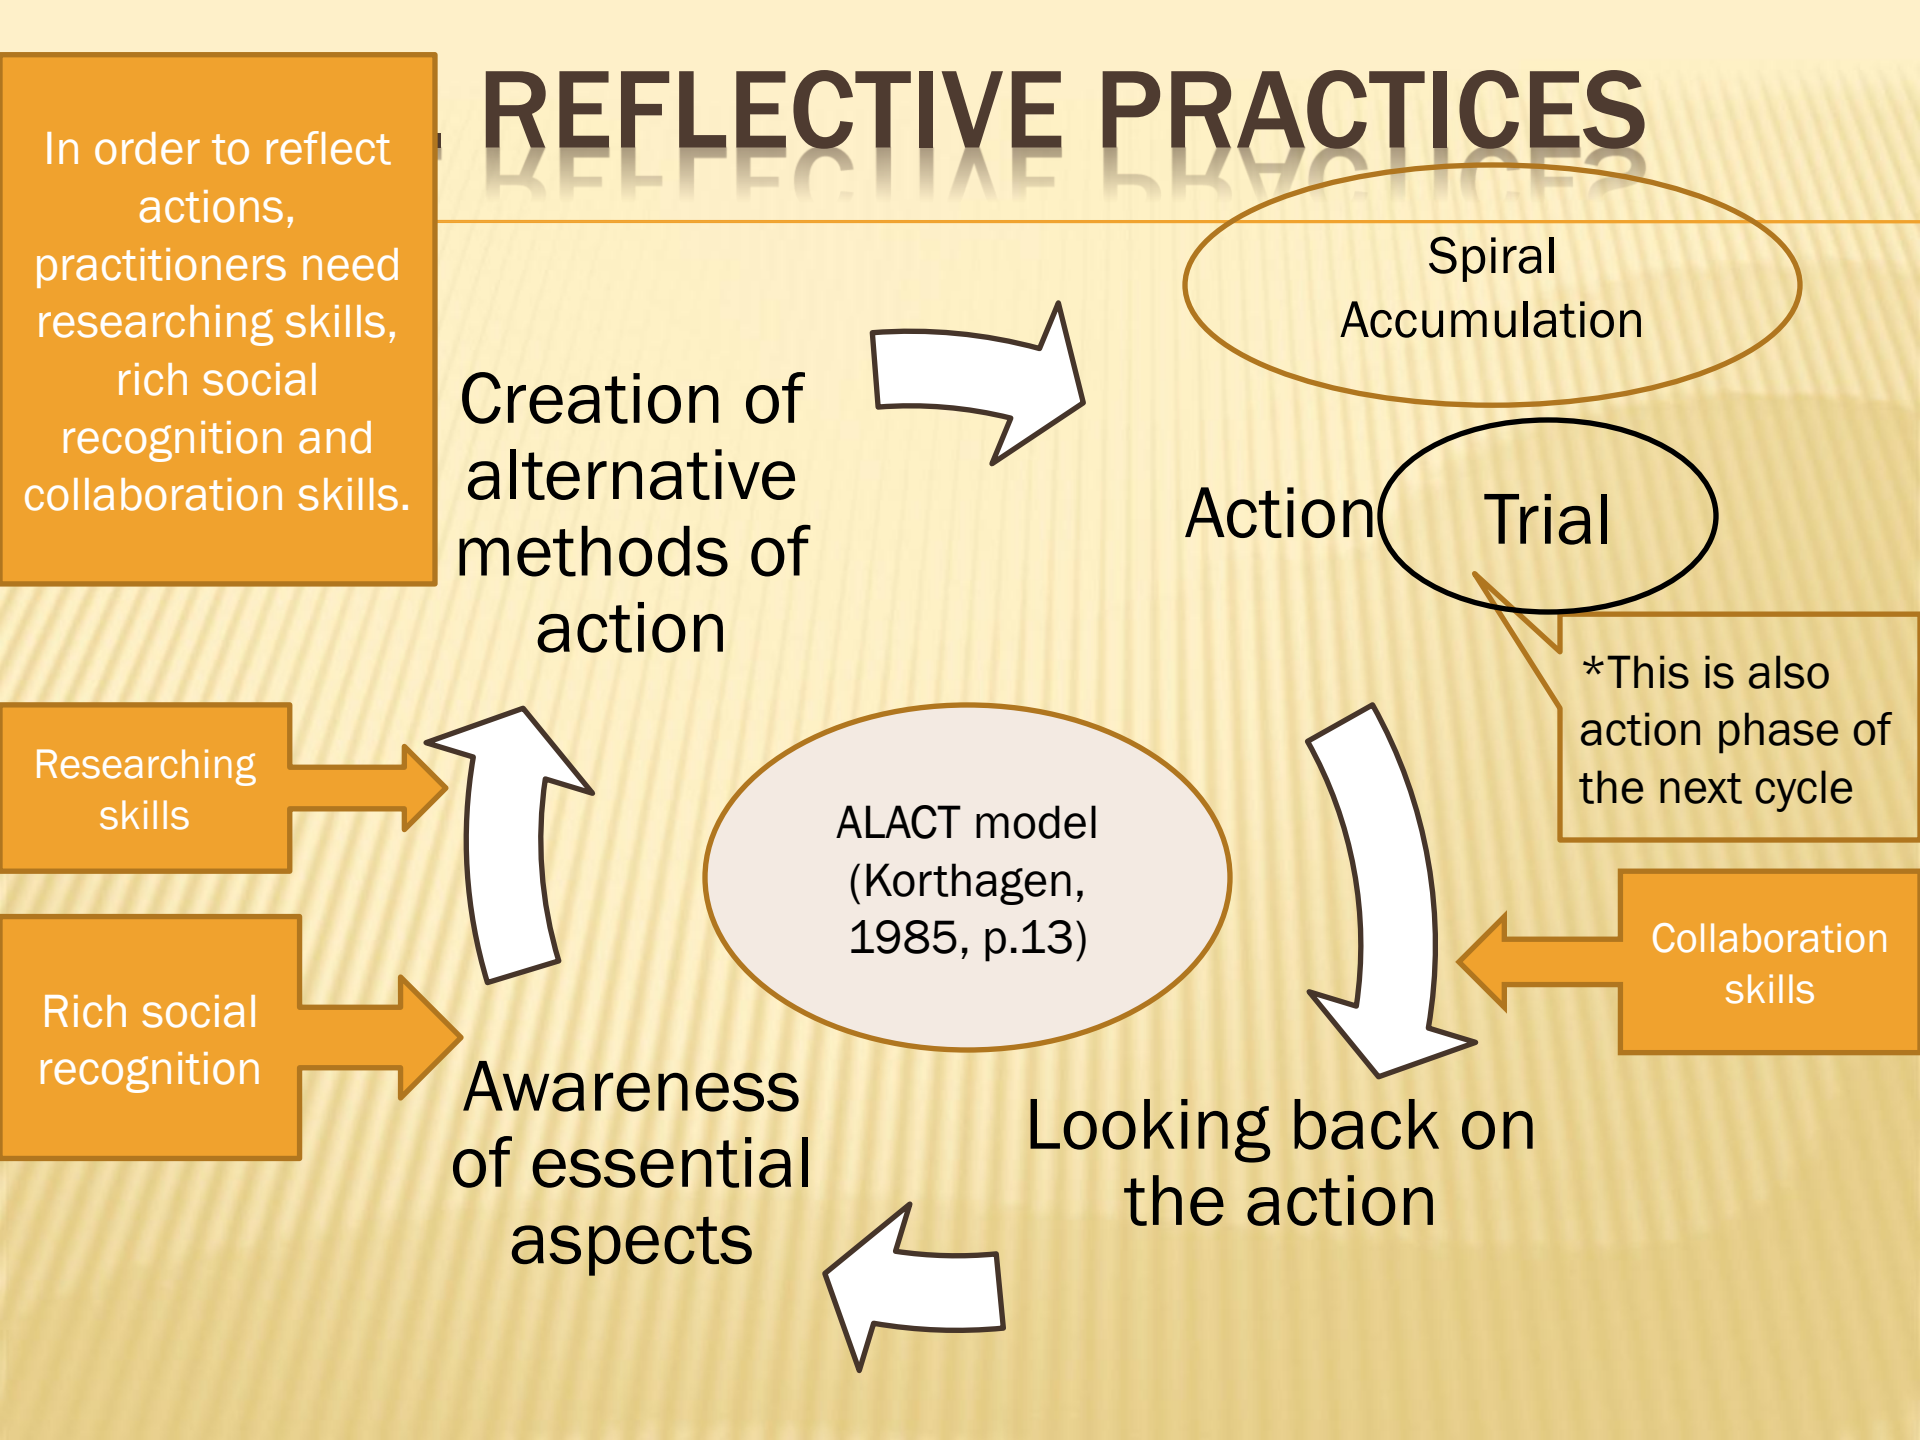 . REFLECTIVE PRACTICES
In order to reflect
actions,
practitioners need
researching skills,
rich social
recognition and
collaboration skills.
Spiral
Accumulation
Creation of
alternative
methods of
action
Action
Trial
*This is also
action phase of
the next cycle
Researching
skills
ALACT model
(Korthagen,
1985, p.13)
Collaboration
skills
Rich social
recognition
Awareness
of essential
aspects
Looking back on
the action